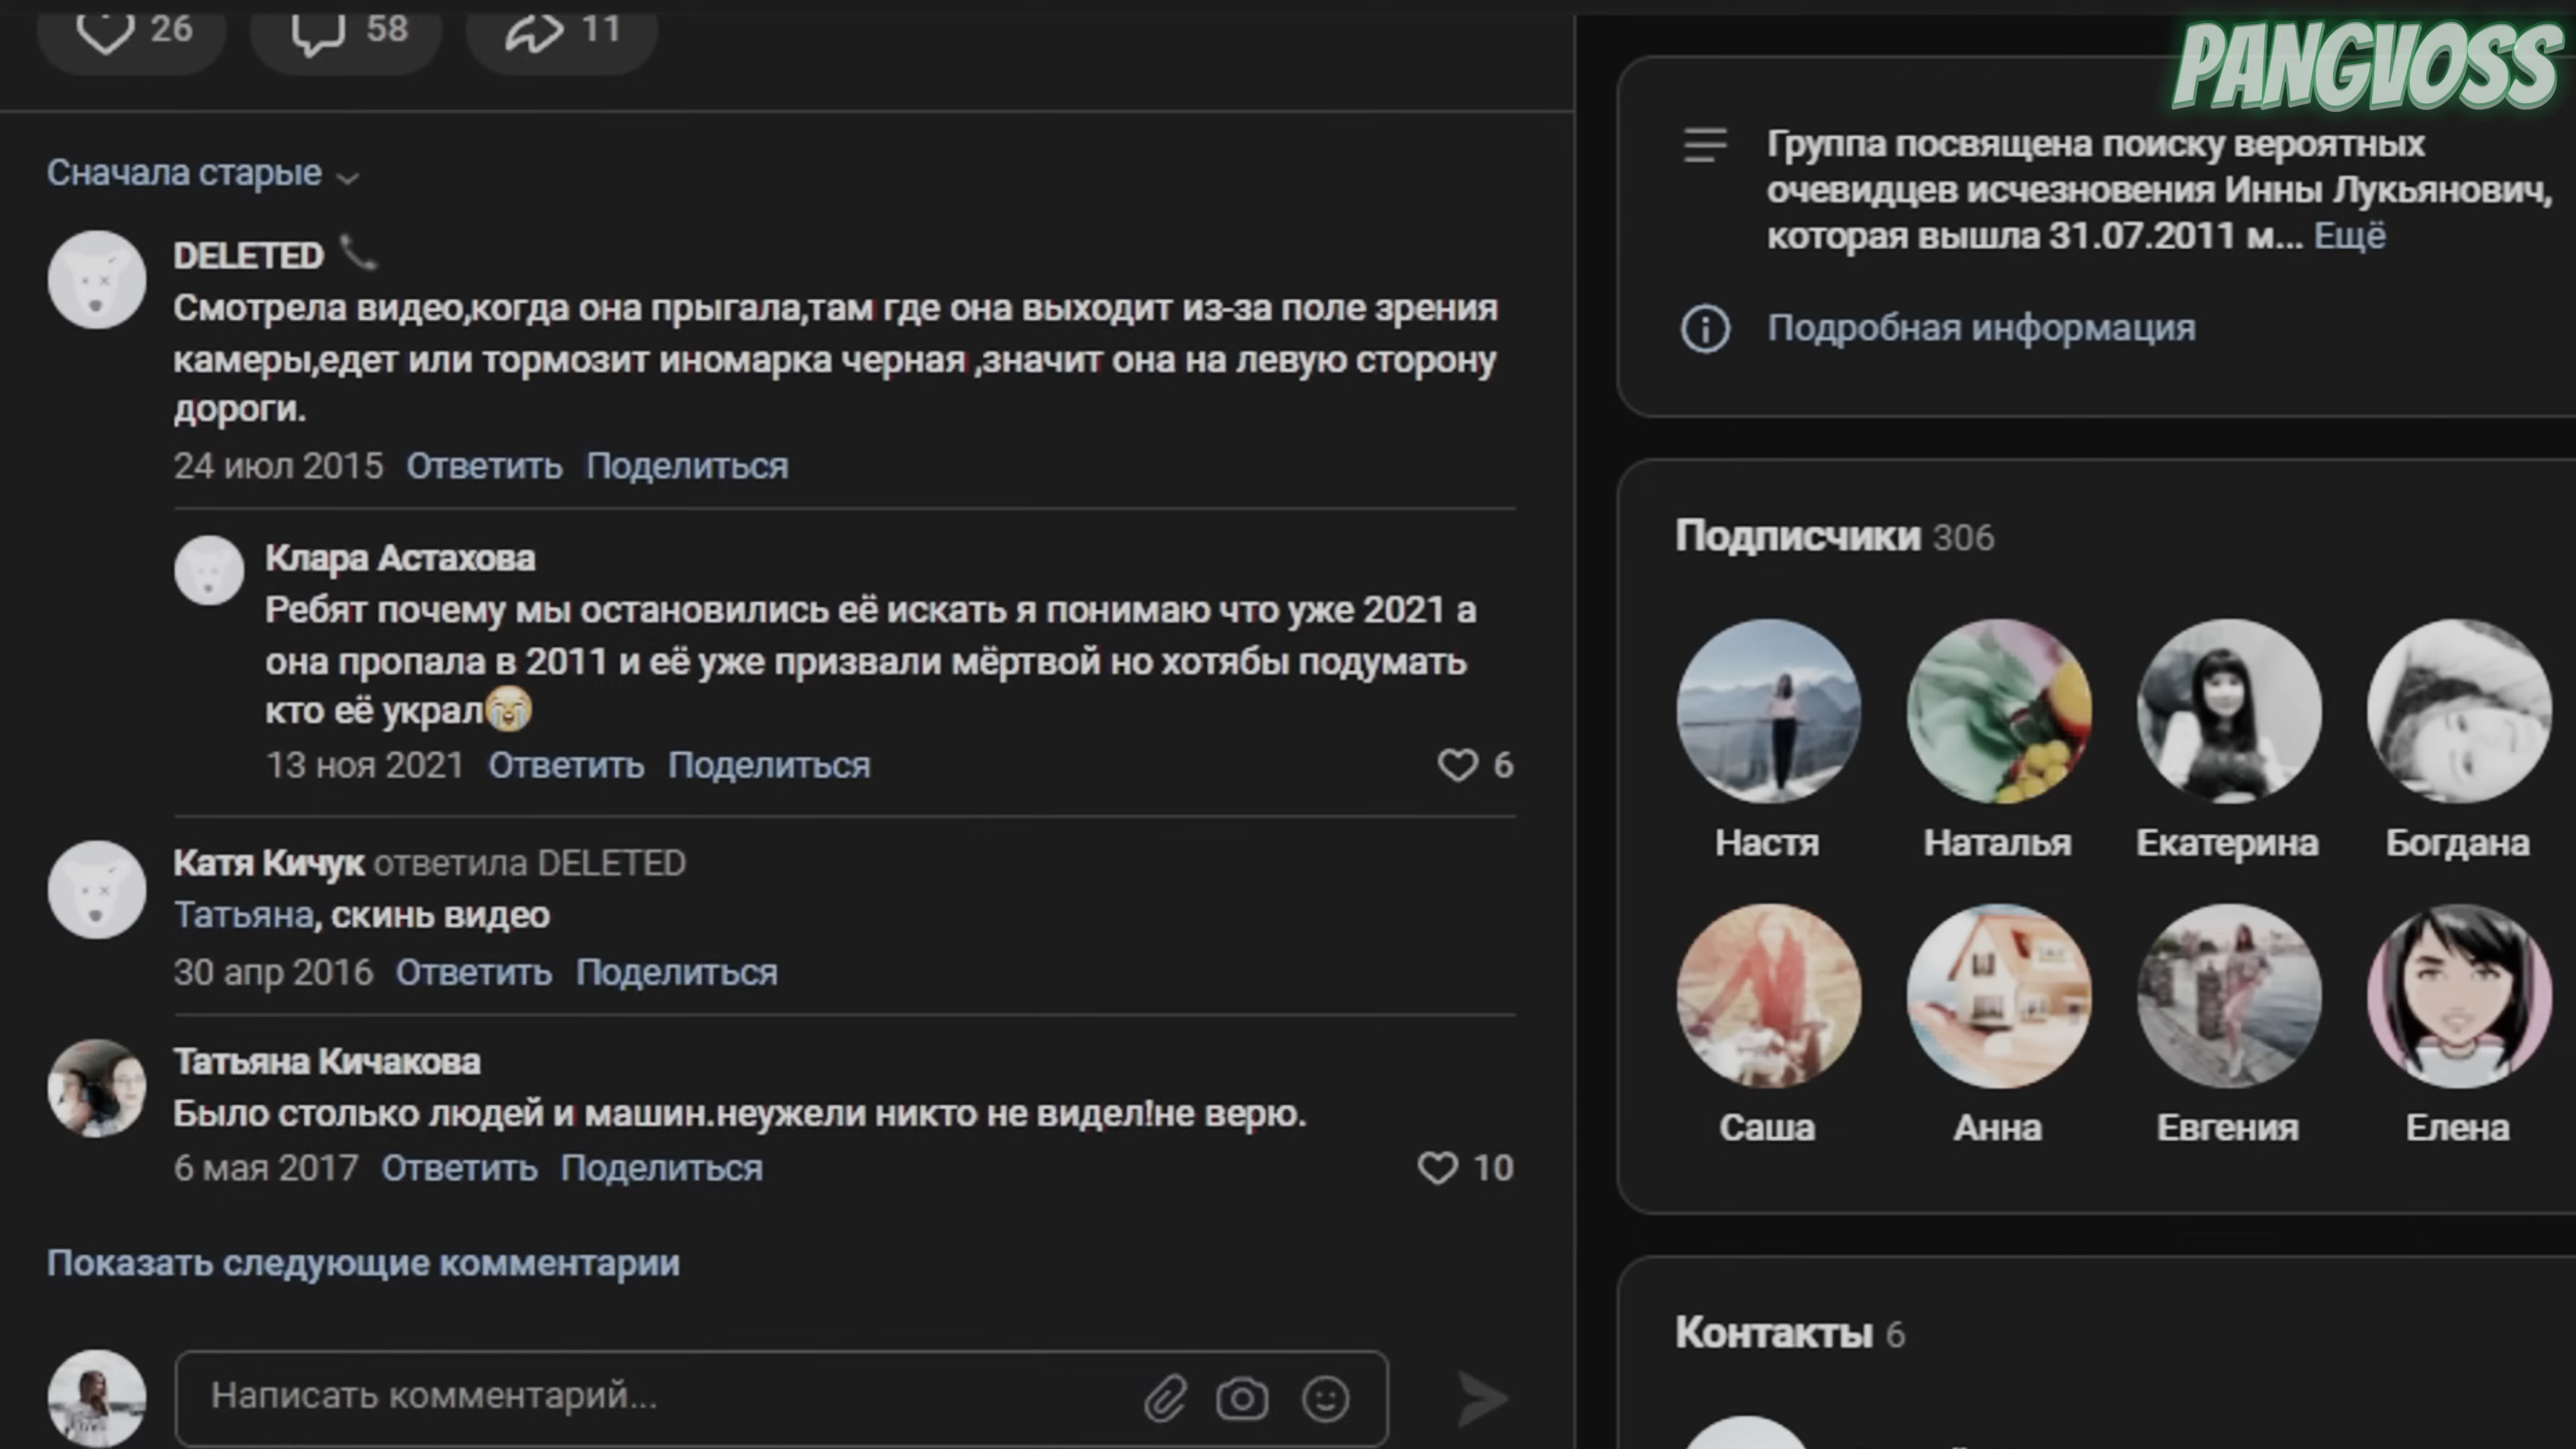 26 58 11
PANGVOSS
Сначала старые
DELETED
Смотрела видео,когда она прыгала,там где она выходит из-за поле зрения
камеры,едет или тормозит иномарка черная ,значит она на левую сторону
дороги.
24 июл 2015 Ответить Поделиться
Клара Астахова
Ребят почему мы остановились её искать я понимаю что уже 2021 а
она пропала в 2011 и её уже призвали мёртвой но хотябы подумать
кто её украл😭
13 ноя 2021 Ответить Поделиться 6
Катя Кичук ответила DELETED
Татьяна, скинь видео
30 апр 2016 Ответить Поделиться
Татьяна Кичакова
Было столько людей и машин.неужели никто не видел!не верю.
6 мая 2017 Ответить Поделиться 10
Показать следующие комментарии
Написать комментарий...
Группа посвящена поиску вероятных
очевидцев исчезновения Инны Лукьянович,
которая вышла 31.07.2011 м... Ещё
Подробная информация
Подписчики 306
Настя Наталья Екатерина Богдана
Саша Анна Евгения Елена
Контакты 6